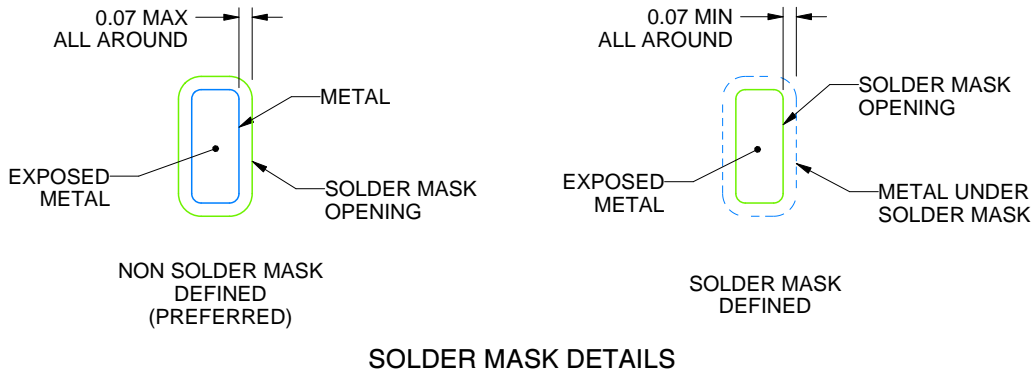 0.07 MAX
ALL AROUND
METAL
EXPOSED
METAL
SOLDER MASK
OPENING
NON SOLDER MASK
DEFINED
(PREFERRED)
0.07 MIN
ALL AROUND
SOLDER MASK
OPENING
EXPOSED
METAL
METAL UNDER
SOLDER MASK
SOLDER MASK
DEFINED
SOLDER MASK DETAILS